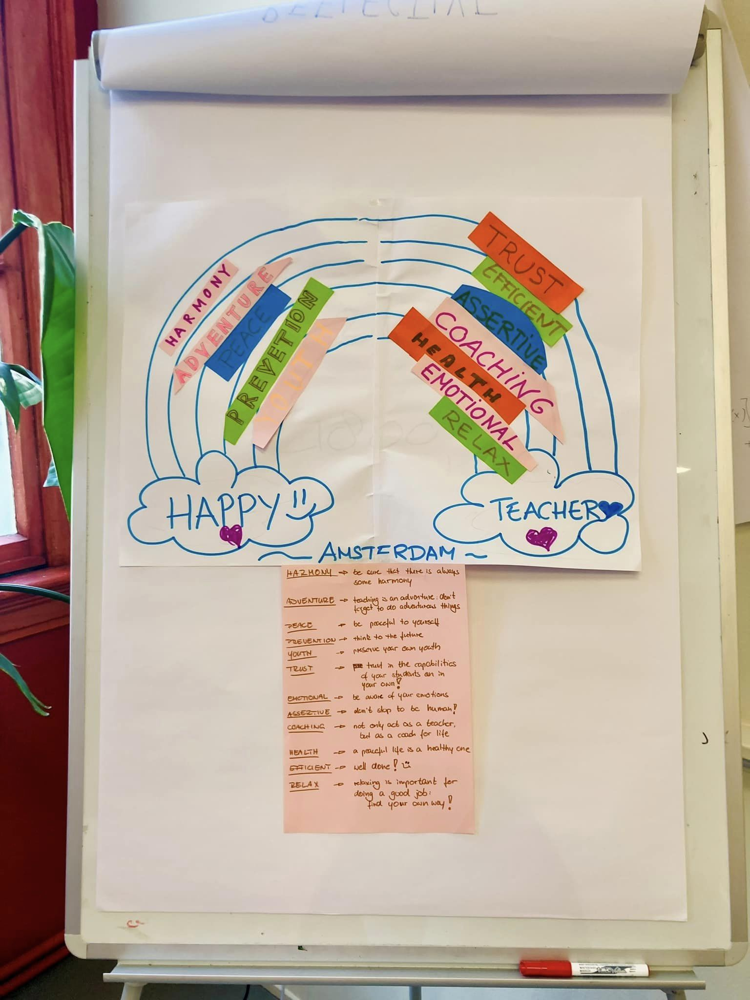 HARMONY
ADVENTURE
PEACE
PREVETION
YOUTH
TRUST
EFFICIENT
ASSERTiVE
COACHiNG
HEALTH
EMOTiONAL
RELAX
HAPPY
TEACHERS
~ AMSTERDAM ~
HARMONY → be sure that there is always
some harmony
ADVENTURE → teaching is an adventure: don't
forget to do adventurous things
PEACE → be peaceful to yourself
PREVENTION → think to the future
YOUTH → preserve your own youth
TRUST → trust in the capabilities
of your students an in
your own!
EMOTIONAL → be aware of your emotions
ASSERTIVE → don't stop to be human!
COACHING → not only act as a teacher,
but as a coach for life
HEALTH → a peaceful life is a healthy one
EFFICIENT → well done!
RELAX → relaxing is important for
doing a good job:
find your own way!